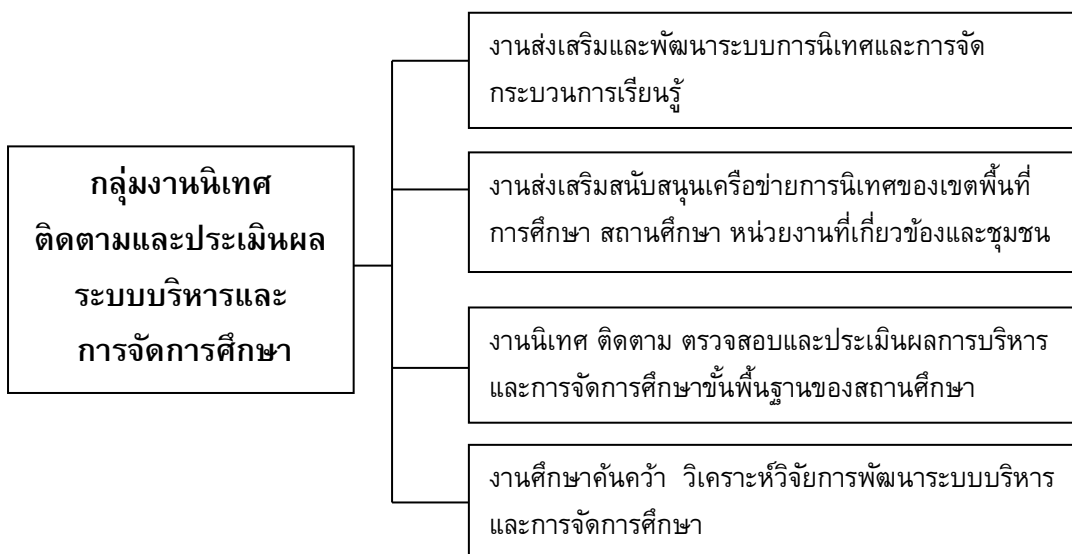 งานส่งเสริมและพัฒนาระบบการนิเทศและการจัด
กระบวนการเรียนรู้
กลุ่มงานนิเทศ
ติดตามและประเมินผล
ระบบบริหารและ
การจัดการศึกษา
งานส่งเสริมสนับสนุนเครือข่ายการนิเทศของเขตพื้นที่
การศึกษา สถานศึกษา หน่วยงานที่เกี่ยวข้องและชุมชน
งานนิเทศ ติดตาม ตรวจสอบและประเมินผลการบริหาร
และการจัดการศึกษาขั้นพื้นฐานของสถานศึกษา
งานศึกษาค้นคว้า วิเคราะห์วิจัยการพัฒนาระบบบริหาร
และการจัดการศึกษา